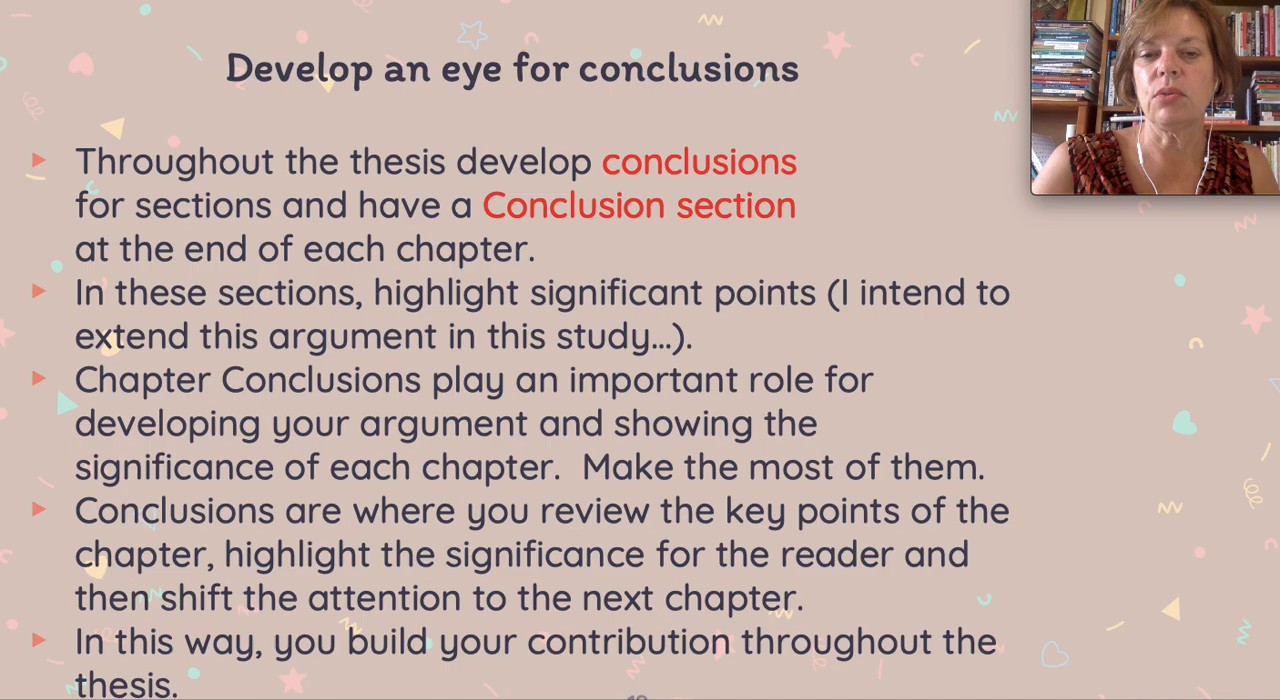 Develop an eye for conclusions
Throughout the thesis develop conclusions
for sections and have a Conclusion section
at the end of each chapter.
In these sections, highlight significant points (I intend to
extend this argument in this study...).
Chapter Conclusions play an important role for
developing your argument and showing the
significance of each chapter.  Make the most of them.
Conclusions are where you review the key points of the
chapter, highlight the significance for the reader and
then shift the attention to the next chapter.
In this way, you build your contribution throughout the
thesis.